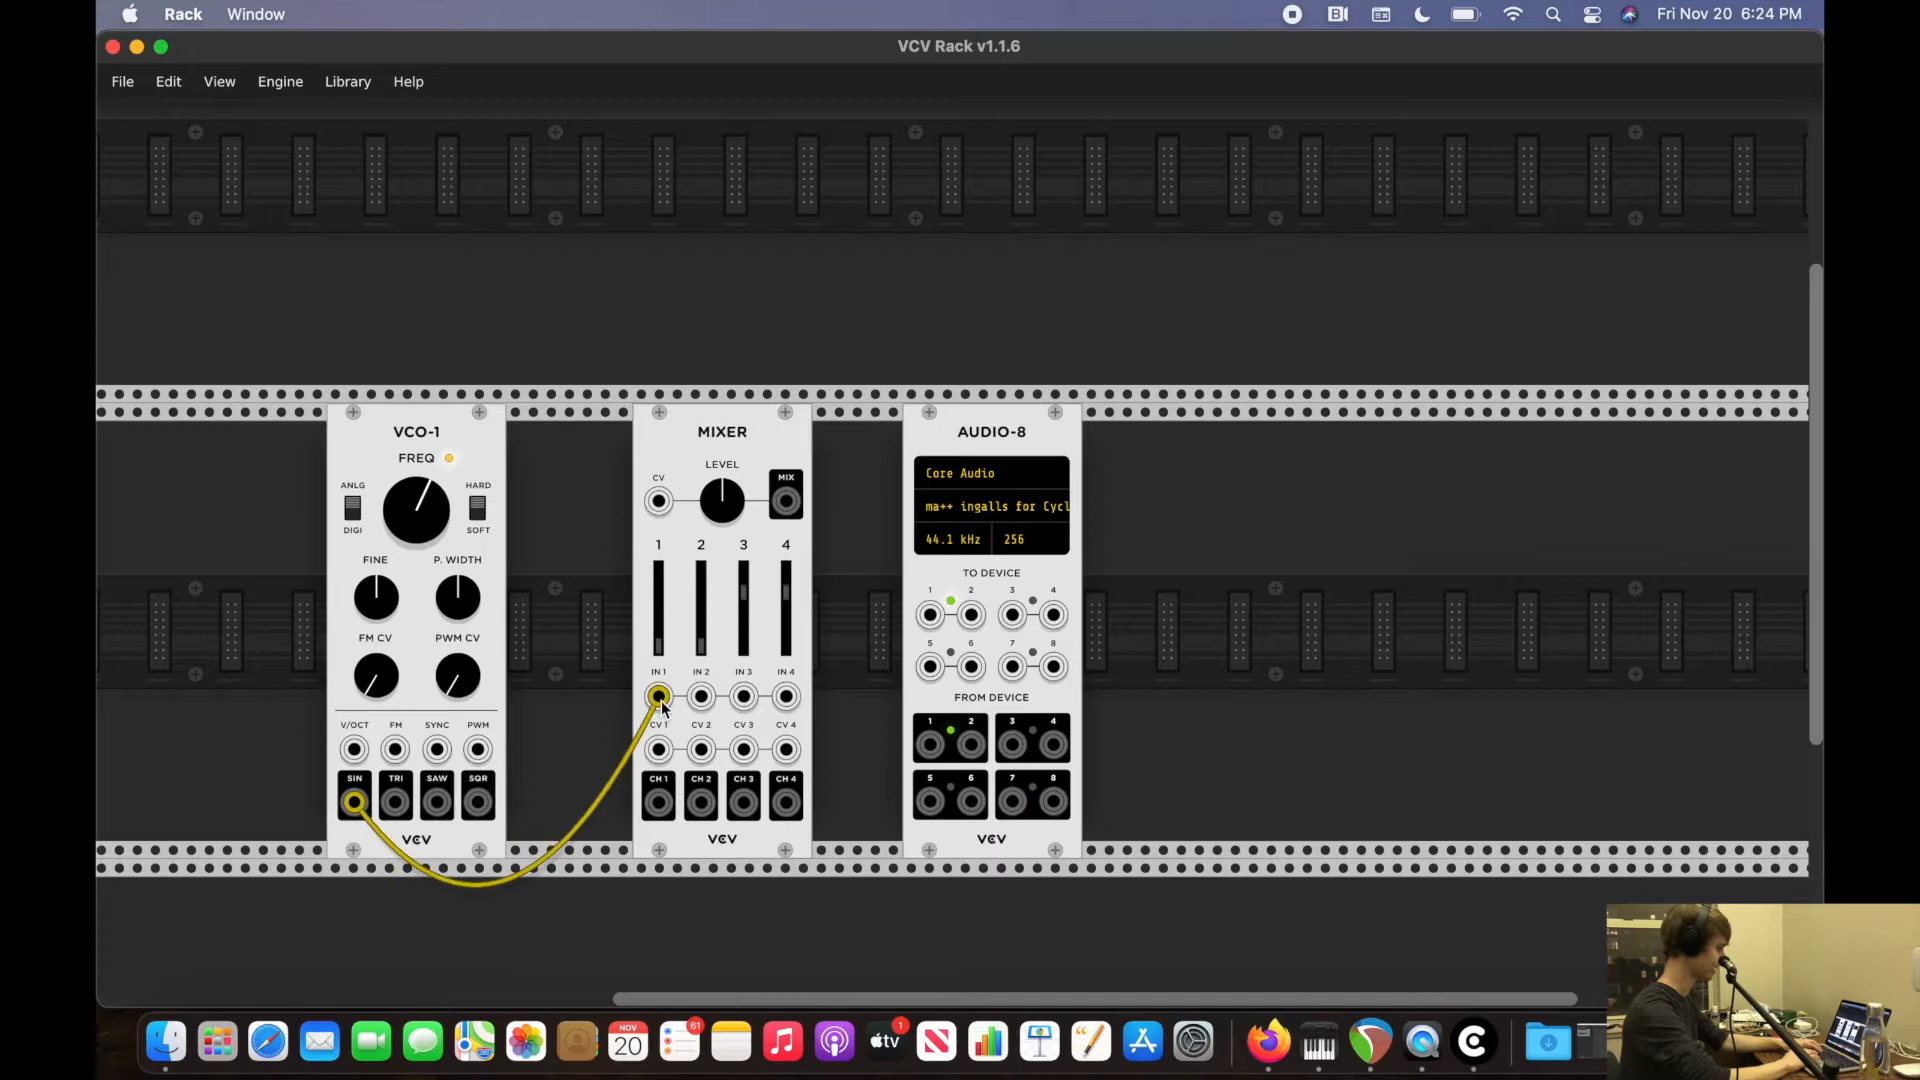 Rack Window
Fri Nov 20 6:24 PM
VCV Rack v1.1.6
File Edit View Engine Library Help
VCO-1
FREQ
ANLG HARD
DIGI SOFT
FINE P. WIDTH
FM CV PWM CV
V/OCT FM SYNC PWM
SIN TRI SAW SQR
VCV
MIXER
LEVEL
CV MIX
1 2 3 4
IN 1 IN 2 IN 3 IN 4
CV 1 CV 2 CV 3 CV 4
CH 1 CH 2 CH 3 CH 4
VCV
AUDIO-8
Core Audio
ma++ ingalls for Cycl
44.1 kHz 256
TO DEVICE
1 2 3 4
5 6 7 8
FROM DEVICE
1 2 3 4
5 6 7 8
VCV
NOV
20
61
tv
1